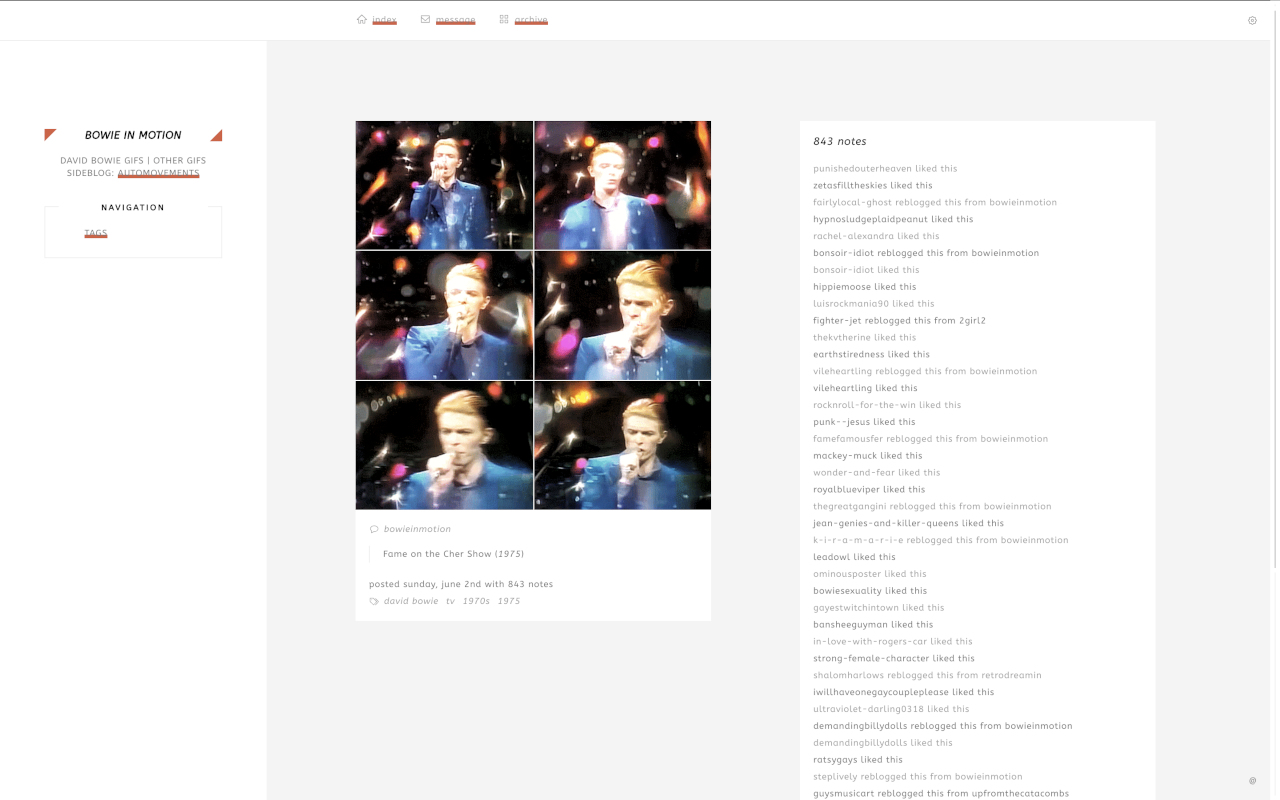 index message archive
BOWIE IN MOTION
DAVID BOWIE GIFS | OTHER GIFS
SIDEBLOG: AUTOMOVEMENTS
NAVIGATION
TAGS
bowieinmotion
Fame on the Cher Show (1975)
posted sunday, june 2nd with 843 notes
david bowie tv 1970s 1975
843 notes
punishedouterheaven liked this
zetasfilltheskies liked this
fairlylocal-ghost reblogged this from bowieinmotion
hypnosludgeplaidpeanut liked this
rachel-alexandra liked this
bonsoir-idiot reblogged this from bowieinmotion
bonsoir-idiot liked this
hippiemoose liked this
luisrockmania90 liked this
fighter-jet reblogged this from 2girl2
thekvtherine liked this
earthstiredness liked this
vileheartling reblogged this from bowieinmotion
vileheartling liked this
rocknroll-for-the-win liked this
punk--jesus liked this
famefamousfer reblogged this from bowieinmotion
mackey-muck liked this
wonder-and-fear liked this
royalblueviper liked this
thegreatgangini reblogged this from bowieinmotion
jean-genies-and-killer-queens liked this
k-i-r-a-m-a-r-i-e reblogged this from bowieinmotion
leadowl liked this
ominousposter liked this
bowiesexuality liked this
gayestwitchintown liked this
bansheeguyman liked this
in-love-with-rogers-car liked this
strong-female-character liked this
shalomharlows reblogged this from retrodreamin
iwillhaveonegaycoupleplease liked this
ultraviolet-darling0318 liked this
demandingbillydolls reblogged this from bowieinmotion
demandingbillydolls liked this
ratsygays liked this
steplively reblogged this from bowieinmotion
guysmusicart reblogged this from upfromthecatacombs
@